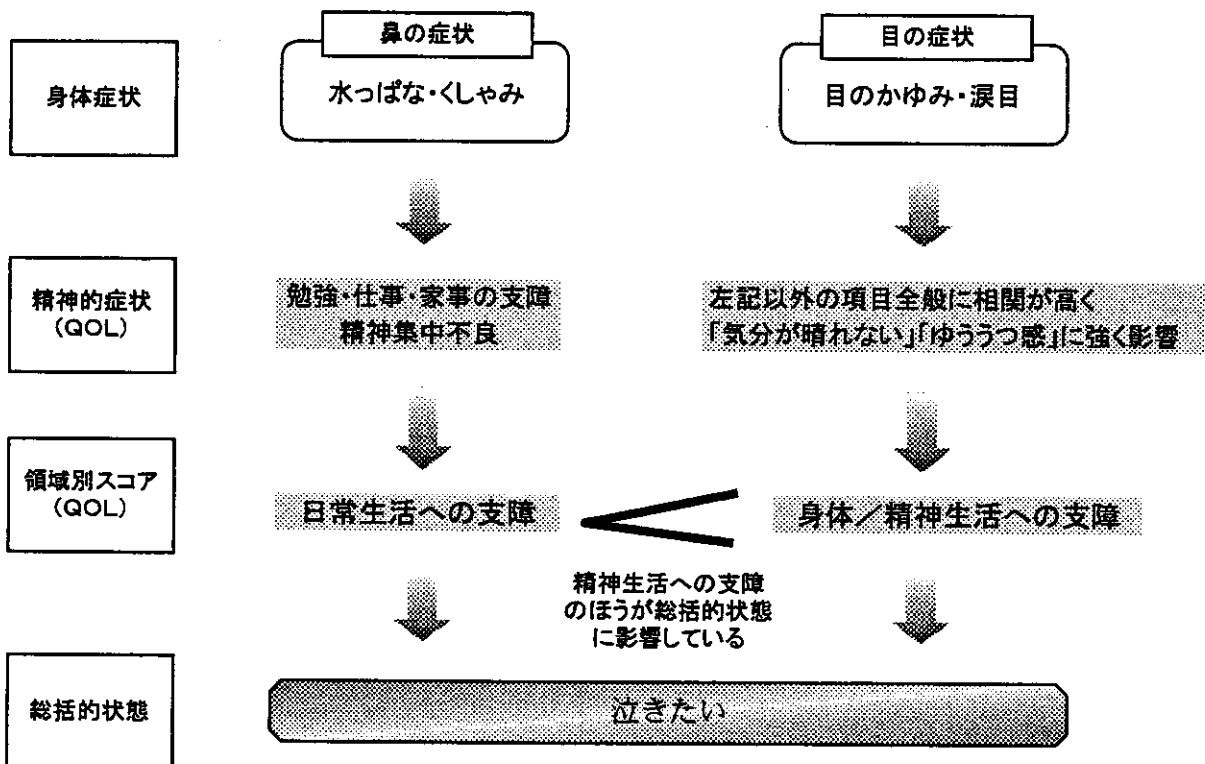 鼻の症状
目の症状
身体症状
水っぱな・くしゃみ
目のかゆみ・涙目
精神的症状
(QOL)
勉強・仕事・家事の支障
精神集中不良
左記以外の項目全般に相関が高く
「気分が晴れない」「ゆううつ感」に強く影響
領域別スコア
(QOL)
日常生活への支障
身体/精神生活への支障
精神生活への支障
のほうが総括的状態
に影響している
総括的状態
泣きたい